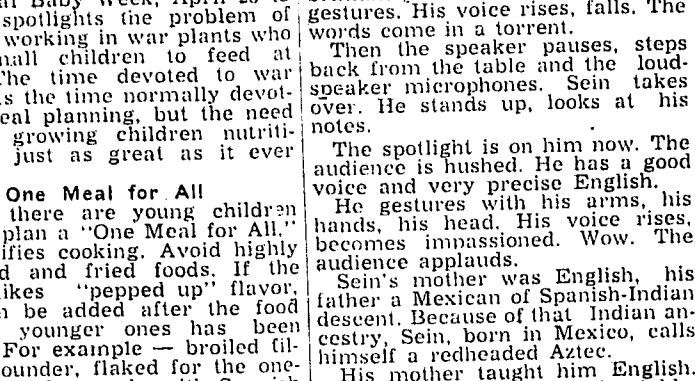 Baby Week, April
spotlights the problem of
working in war plants who
small children to feed at
The time devoted to war
s the time normally devot-
eal planning, but the need
growing children nutriti-
just as great as it ever
One Meal for All
there are young children
plan a "One Meal for All."
ifies cooking. Avoid highly
d and fried foods. If the
ikes "pepped up" flavor,
n be added after the food
younger ones has been
For example — broiled fil-
ounder, flaked for the one-
gestures. His voice rises, falls. The
words come in a torrent.
Then the speaker pauses, steps
back from the table and the loud-
speaker microphones. Sein takes
over. He stands up, looks at his
notes.
The spotlight is on him now. The
audience is hushed. He has a good
voice and very precise English.
He gestures with his arms, his
hands, his head. His voice rises,
becomes impassioned. Wow. The
audience applauds.
Sein's mother was English, his
father a Mexican of Spanish-Indian
descent. Because of that Indian an-
cestry, Sein, born in Mexico, calls
himself a redheaded Aztec.
His mother taught him English.